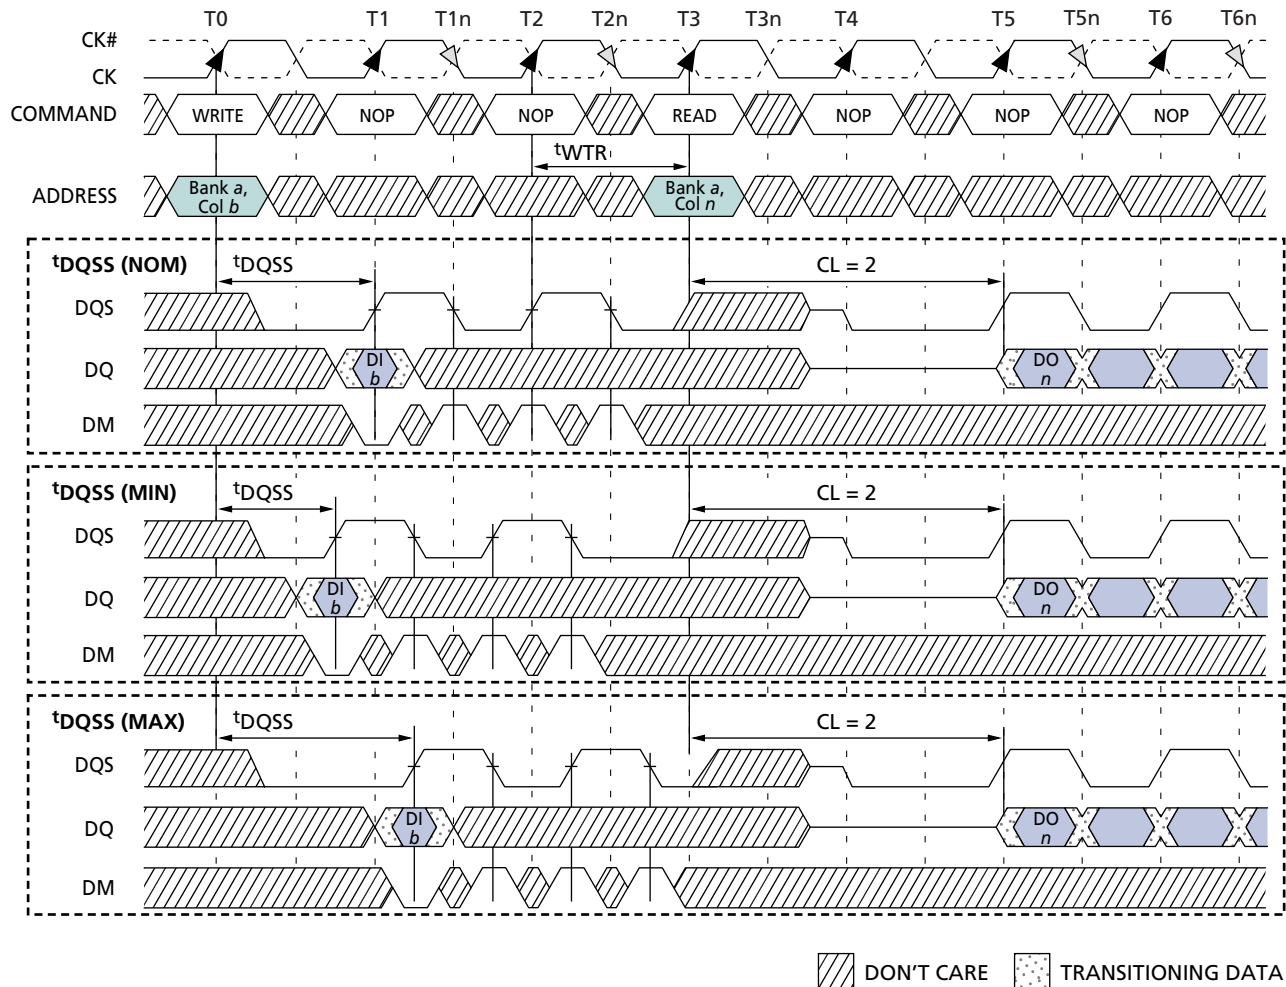 T0 T1 T1n T2 T2n T3 T3n T4 T5 T5n T6 T6n
CK#
CK
COMMAND WRITE NOP NOP READ NOP NOP NOP
tWTR
ADDRESS Bank a, Col b Bank a, Col n
tDQSS (NOM) tDQSS CL = 2
DQS
DQ DI b DO n
DM
tDQSS (MIN) tDQSS CL = 2
DQS
DQ DI b DO n
DM
tDQSS (MAX) tDQSS CL = 2
DQS
DQ DI b DO n
DM
DON'T CARE TRANSITIONING DATA